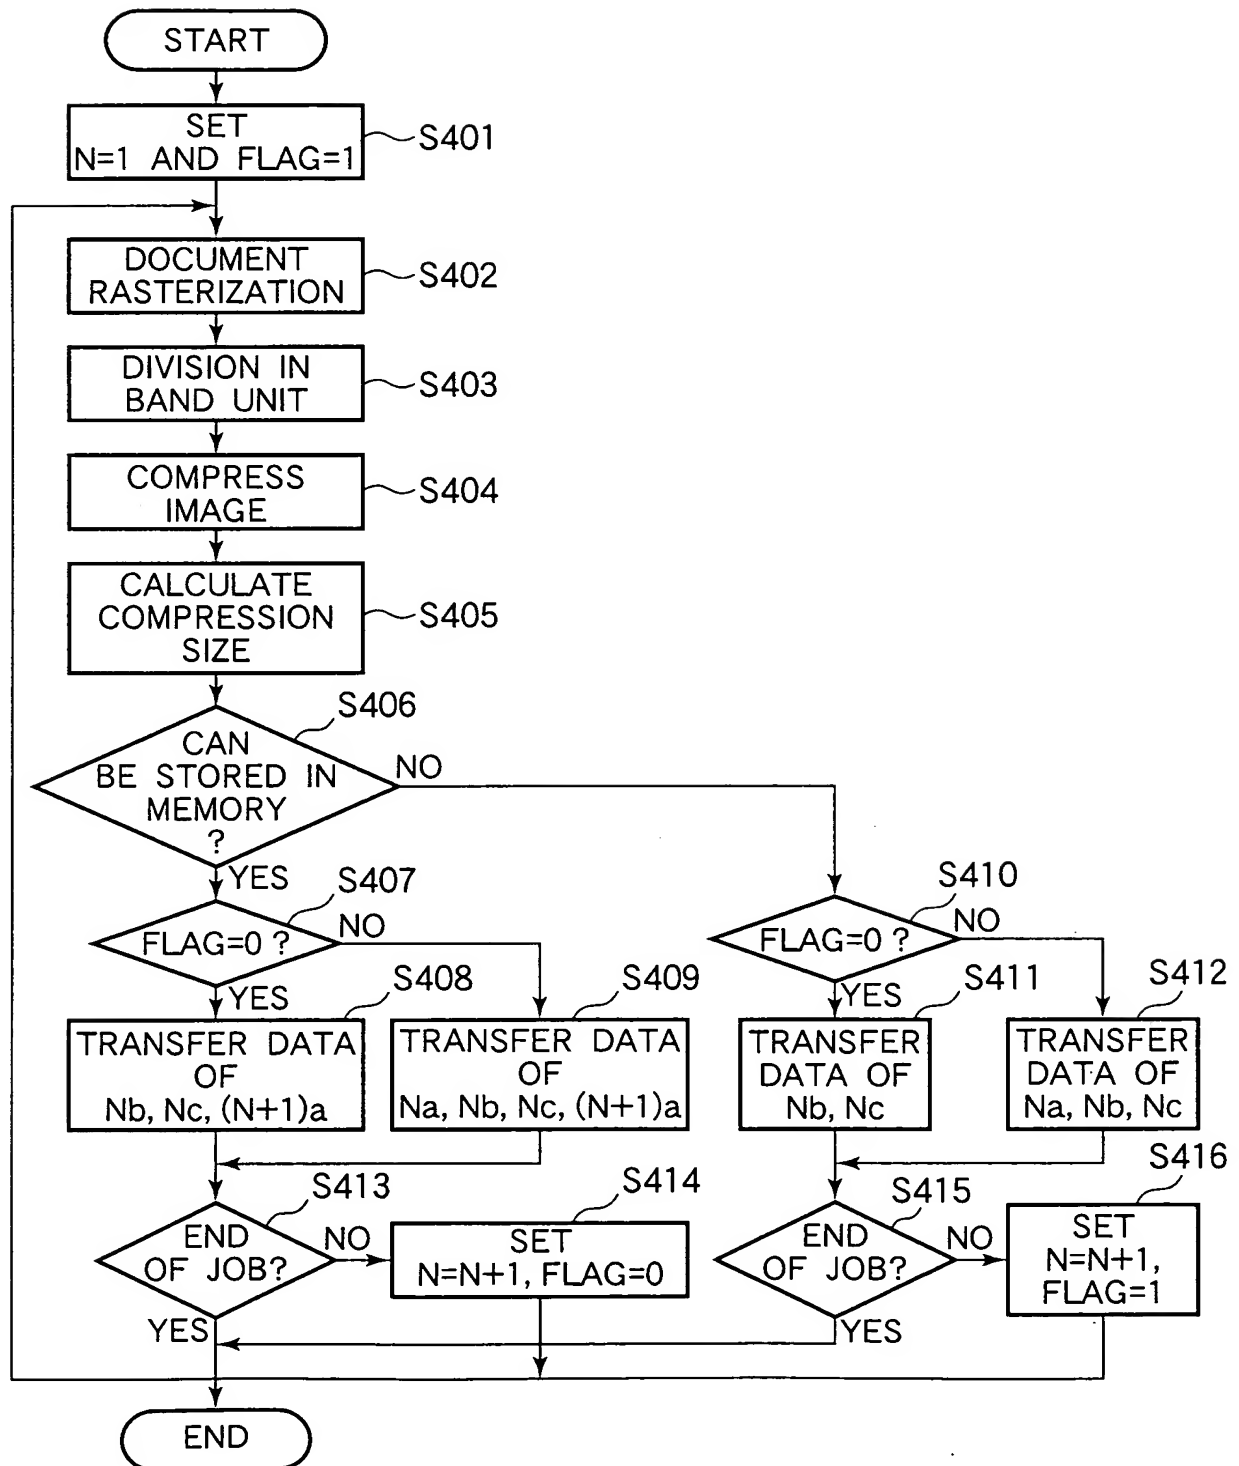 START
SET
N=1 AND FLAG=1
S401
DOCUMENT
RASTERIZATION
S402
DIVISION IN
BAND UNIT
S403
COMPRESS
IMAGE
S404
CALCULATE
COMPRESSION
SIZE
S405
S406
CAN
BE STORED IN
MEMORY
?
NO
YES
S407
FLAG=0 ?
NO
YES
S410
FLAG=0 ?
NO
YES
S408
TRANSFER DATA
OF
Nb, Nc, (N+1)a
S409
TRANSFER DATA
OF
Na, Nb, Nc, (N+1)a
S411
TRANSFER
DATA OF
Nb, Nc
S412
TRANSFER
DATA OF
Na, Nb, Nc
S413
END
OF JOB?
NO
YES
S414
SET
N=N+1, FLAG=0
S415
END
OF JOB?
NO
YES
S416
SET
N=N+1,
FLAG=1
END